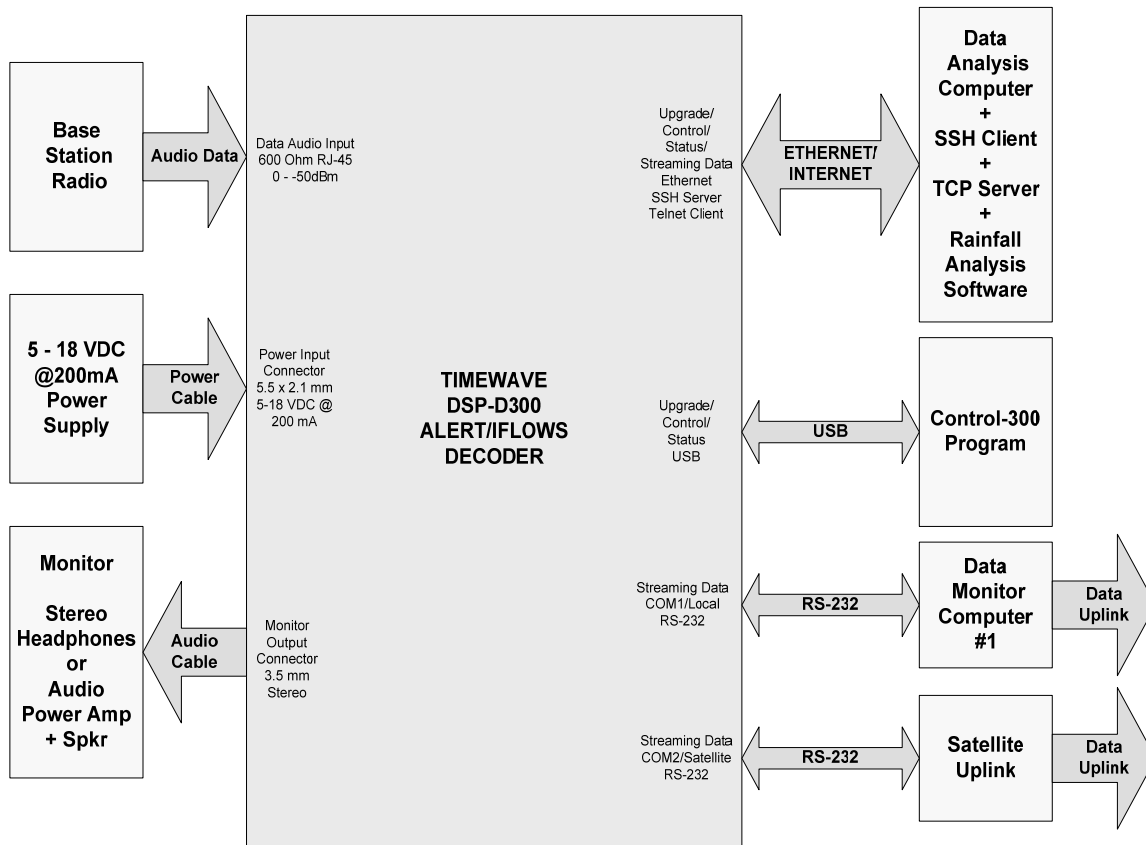 Base
Station
Radio
Audio Data
Data Audio Input
600 Ohm RJ-45
0 - -50dBm
5 - 18 VDC
@200mA
Power
Supply
Power
Cable
Power Input
Connector
5.5 x 2.1 mm
5-18 VDC @
200 mA
Monitor
Stereo
Headphones
or
Audio
Power Amp
+ Spkr
Audio
Cable
Monitor
Output
Connector
3.5 mm
Stereo
TIMEWAVE
DSP-D300
ALERT/IFLOWS
DECODER
Upgrade/
Control/
Status/
Streaming Data
Ethernet
SSH Server
Telnet Client
ETHERNET/
INTERNET
Data
Analysis
Computer
+
SSH Client
+
TCP Server
+
Rainfall
Analysis
Software
Upgrade/
Control/
Status
USB
USB
Control-300
Program
Streaming Data
COM1/Local
RS-232
RS-232
Data
Monitor
Computer
#1
Data
Uplink
Streaming Data
COM2/Satellite
RS-232
RS-232
Satellite
Uplink
Data
Uplink